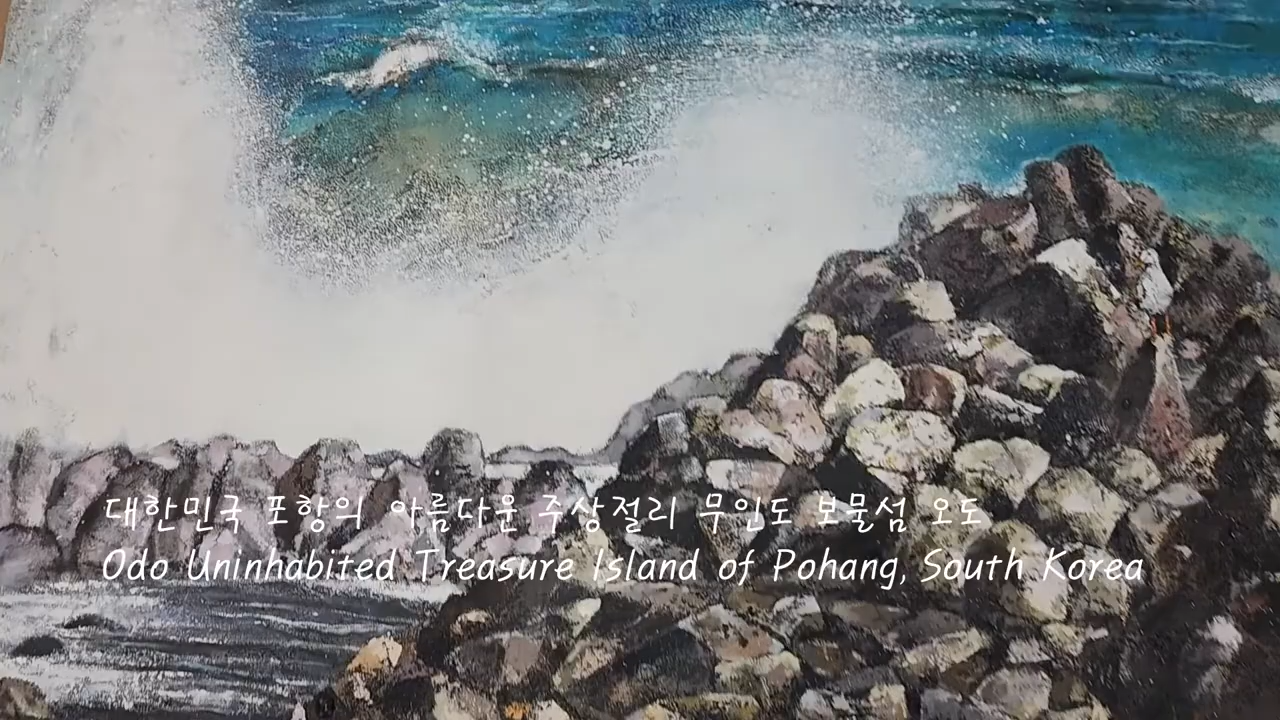 대한민국 포항의 아름다운 주상절리 무인도 보물섬 오도
Odo Uninhabited Treasure Island of Pohang, South Korea